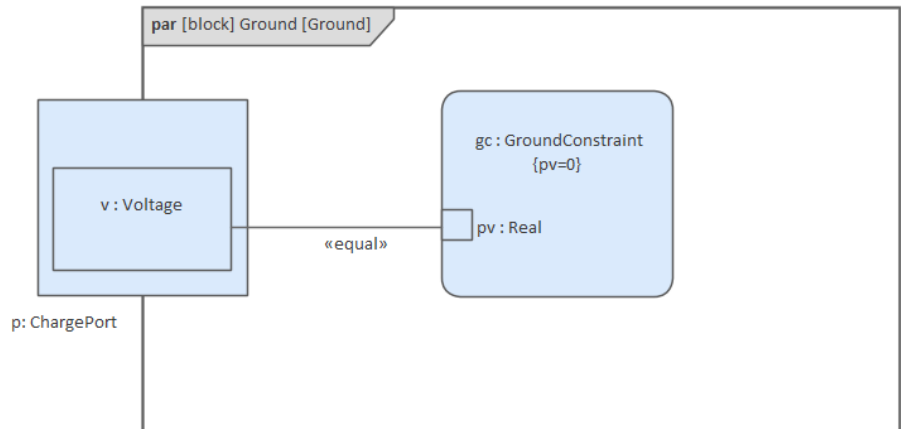 par [block] Ground [Ground]
gc : GroundConstraint
{pv=0}
v : Voltage
pv : Real
«equal»
p: ChargePort